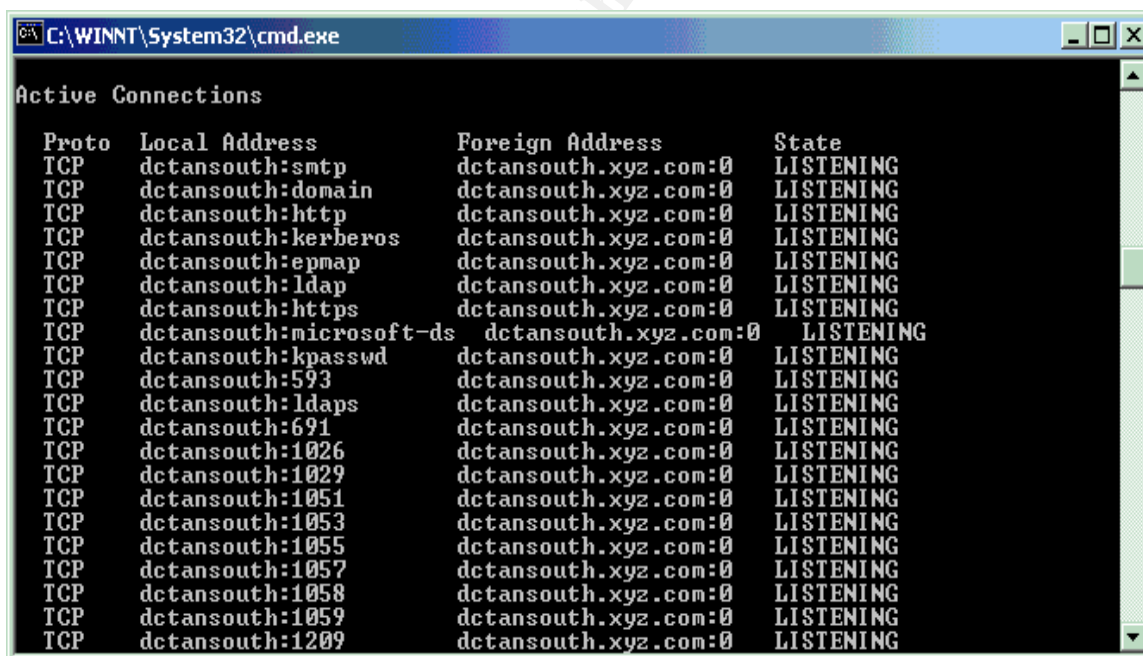 C:\WINNT\System32\cmd.exe
Active Connections
Proto Local Address Foreign Address State
TCP dctansouth:smtp dctansouth.xyz.com:0 LISTENING
TCP dctansouth:domain dctansouth.xyz.com:0 LISTENING
TCP dctansouth:http dctansouth.xyz.com:0 LISTENING
TCP dctansouth:kerberos dctansouth.xyz.com:0 LISTENING
TCP dctansouth:epmap dctansouth.xyz.com:0 LISTENING
TCP dctansouth:ldap dctansouth.xyz.com:0 LISTENING
TCP dctansouth:https dctansouth.xyz.com:0 LISTENING
TCP dctansouth:microsoft-ds dctansouth.xyz.com:0 LISTENING
TCP dctansouth:kpasswd dctansouth.xyz.com:0 LISTENING
TCP dctansouth:593 dctansouth.xyz.com:0 LISTENING
TCP dctansouth:ldaps dctansouth.xyz.com:0 LISTENING
TCP dctansouth:691 dctansouth.xyz.com:0 LISTENING
TCP dctansouth:1026 dctansouth.xyz.com:0 LISTENING
TCP dctansouth:1029 dctansouth.xyz.com:0 LISTENING
TCP dctansouth:1051 dctansouth.xyz.com:0 LISTENING
TCP dctansouth:1053 dctansouth.xyz.com:0 LISTENING
TCP dctansouth:1055 dctansouth.xyz.com:0 LISTENING
TCP dctansouth:1057 dctansouth.xyz.com:0 LISTENING
TCP dctansouth:1058 dctansouth.xyz.com:0 LISTENING
TCP dctansouth:1059 dctansouth.xyz.com:0 LISTENING
TCP dctansouth:1209 dctansouth.xyz.com:0 LISTENING